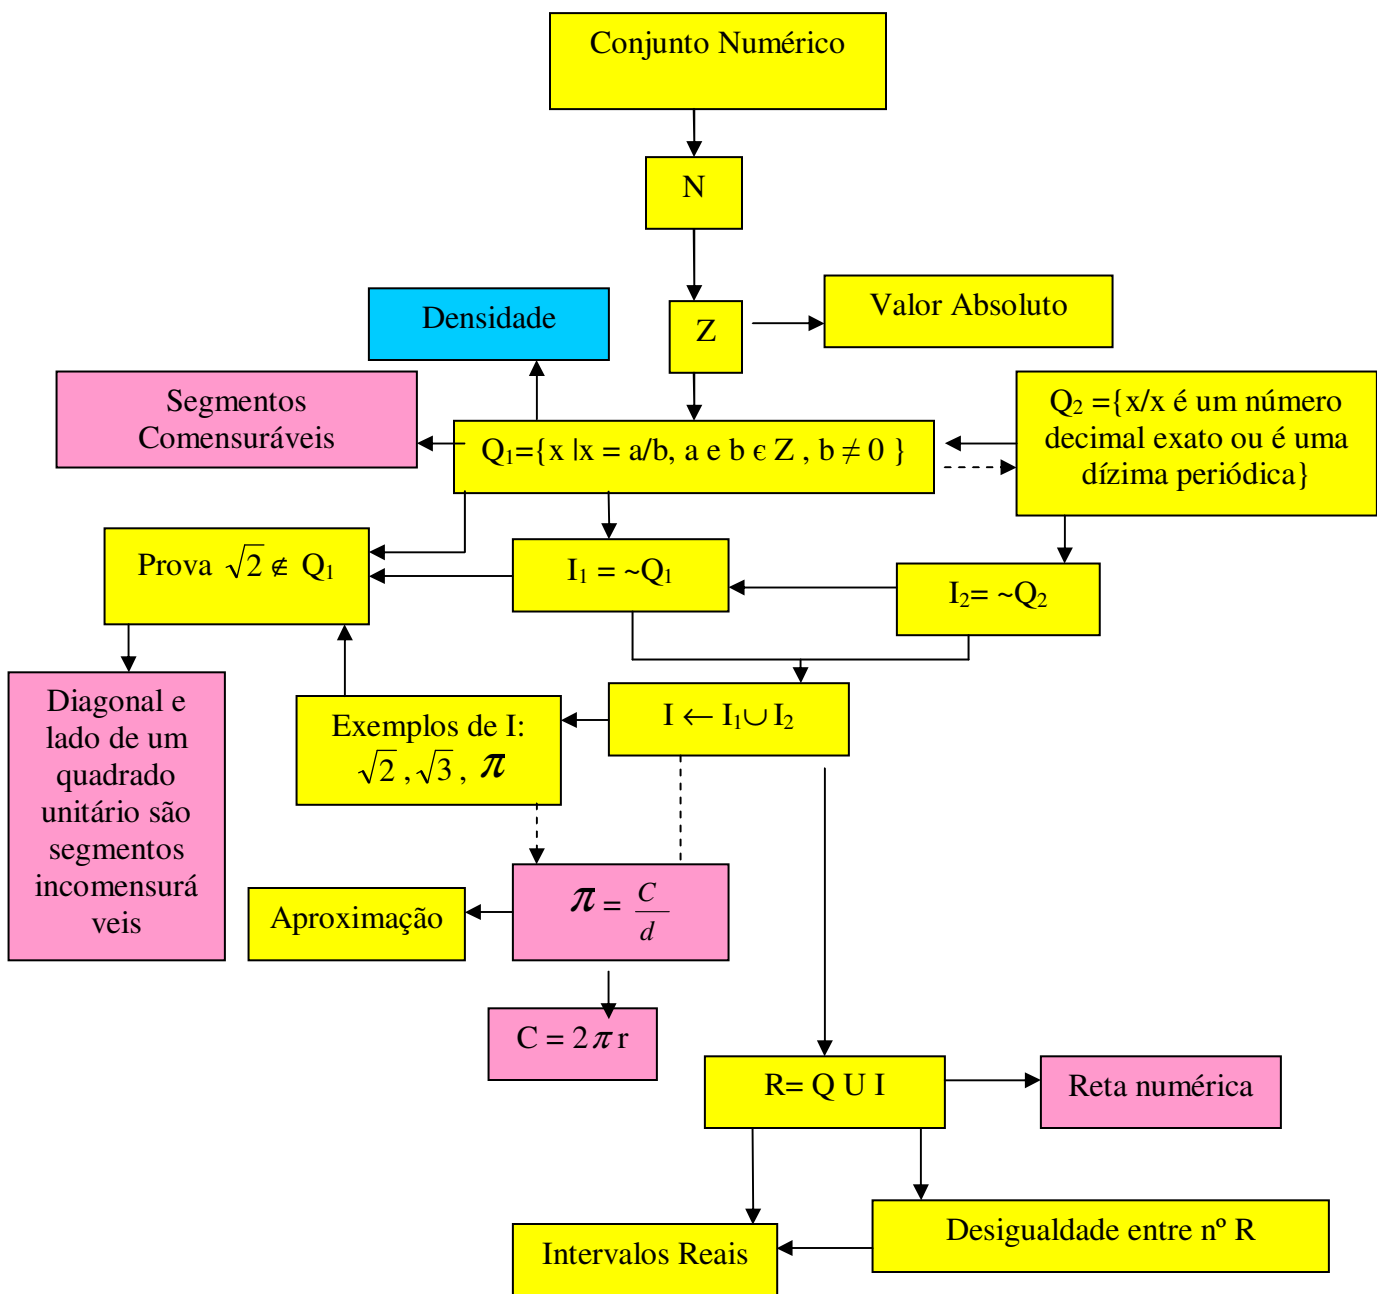 Conjunto Numérico
N
Z
Valor Absoluto
Densidade
Segmentos
Comensuráveis
Q₁={x |x = a/b, a e b є Z , b ≠ 0 }
Q₂ ={x/x é um número
decimal exato ou é uma
dízima periódica}
Prova √2 ∉ Q₁
I₁ = ~Q₁
I₂= ~Q₂
Diagonal e
lado de um
quadrado
unitário são
segmentos
incomensurá
veis
Exemplos de I:
√2 , √3 , π
I ← I₁∪ I₂
Aproximação
π = C/d
C = 2 π r
R= Q U I
Reta numérica
Desigualdade entre nº R
Intervalos Reais